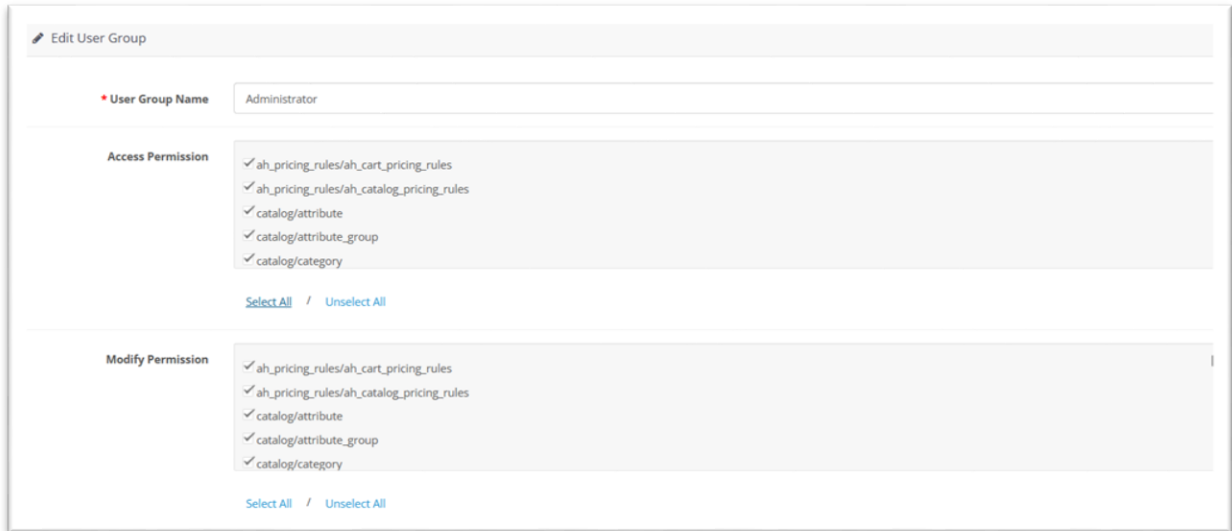 Edit User Group
* User Group Name Administrator
Access Permission
ah_pricing_rules/ah_cart_pricing_rules
ah_pricing_rules/ah_catalog_pricing_rules
catalog/attribute
catalog/attribute_group
catalog/category
Select All / Unselect All
Modify Permission
ah_pricing_rules/ah_cart_pricing_rules
ah_pricing_rules/ah_catalog_pricing_rules
catalog/attribute
catalog/attribute_group
catalog/category
Select All / Unselect All